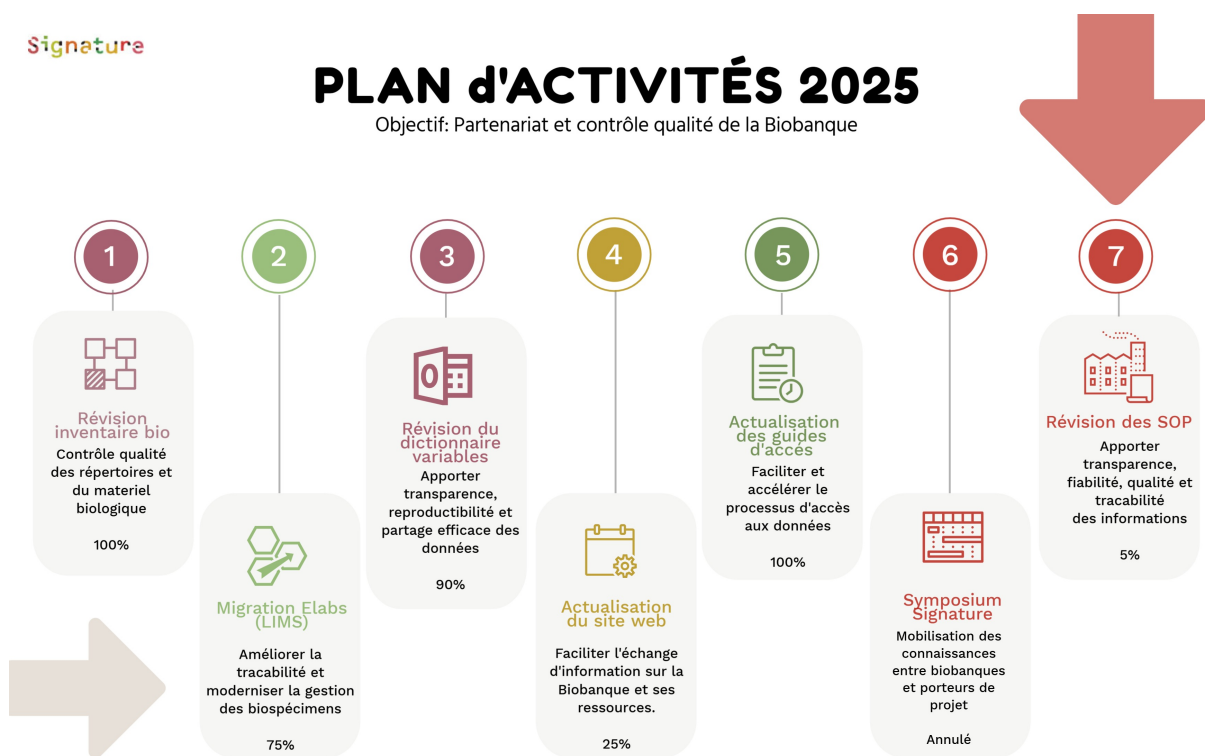 Signature
PLAN d'ACTIVITÉS 2025
Objectif: Partenariat et contrôle qualité de la Biobanque
1
Révision
inventaire bio
Contrôle qualité
des répertoires et
du materiel
biologique
100%
2
Migration Elabs
(LIMS)
Améliorer la
tracabilité et
moderniser la gestion
des biospécimens
75%
3
Révision du
dictionnaire
variables
Apporter
transparence,
reproductibilité et
partage efficace des
données
90%
4
Actualisation
du site web
Faciliter l'échange
d'information sur la
Biobanque et ses
ressources.
25%
5
Actualisation
des guides
d'accés
Faciliter et
accélérer le
processus d'accès
aux données
100%
6
Symposium
Signature
Mobilisation des
connaissances
entre biobanques
et porteurs de
projet
Annulé
7
Révision des SOP
Apporter
transparence,
fiabilité, qualité et
tracabilité
des informations
5%